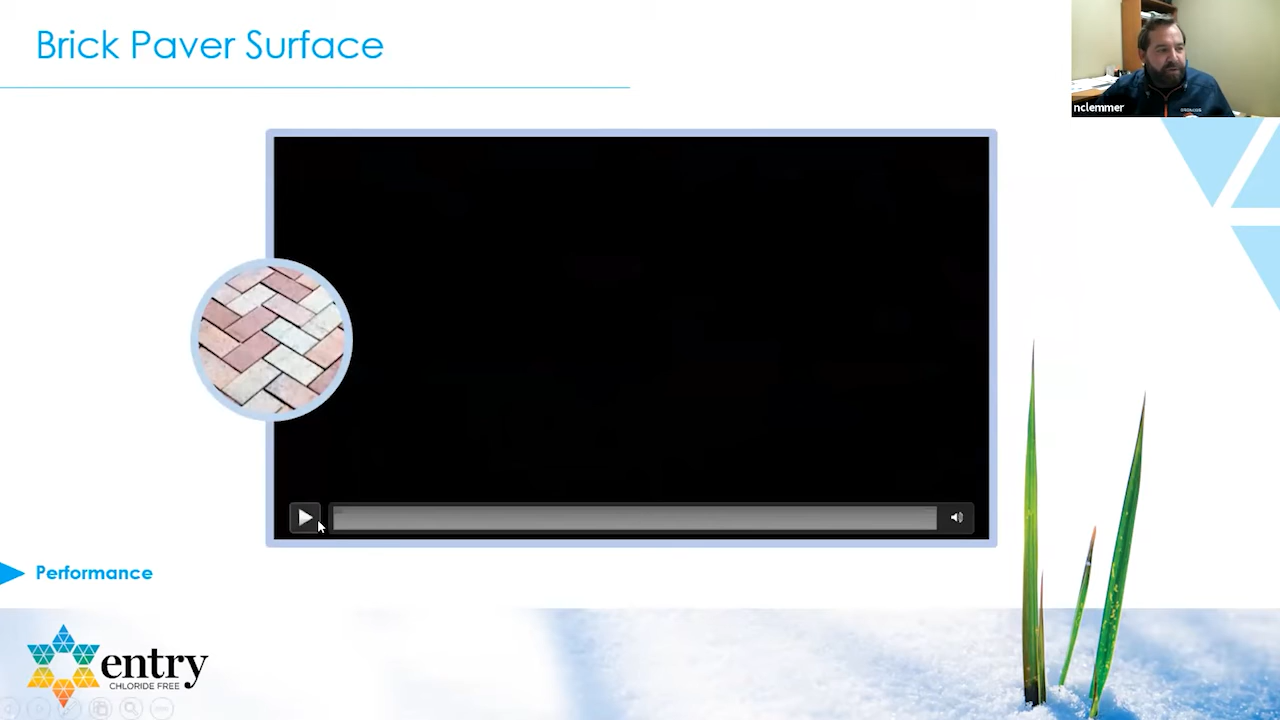 Brick Paver Surface
nclemmer
Performance
entry
CHLORIDE FREE